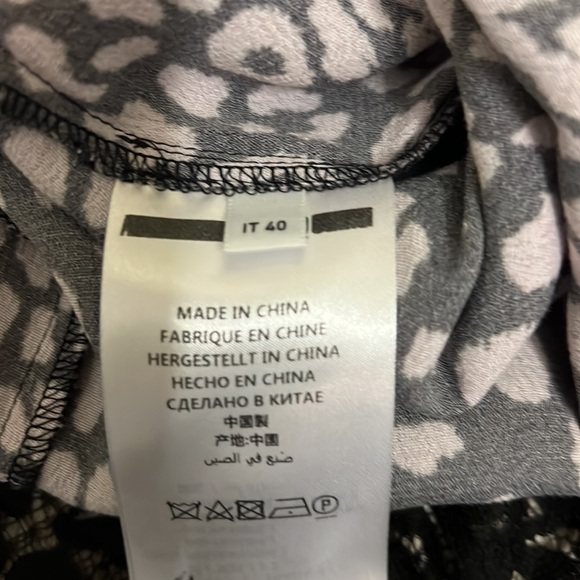 IT 40
MADE IN CHINA
FABRIQUE EN CHINE
HERGESTELLT IN CHINA
HECHO EN CHINA
СДЕЛАНО В КИТАЕ
中国製
产地:中国
صنع في الصين
P